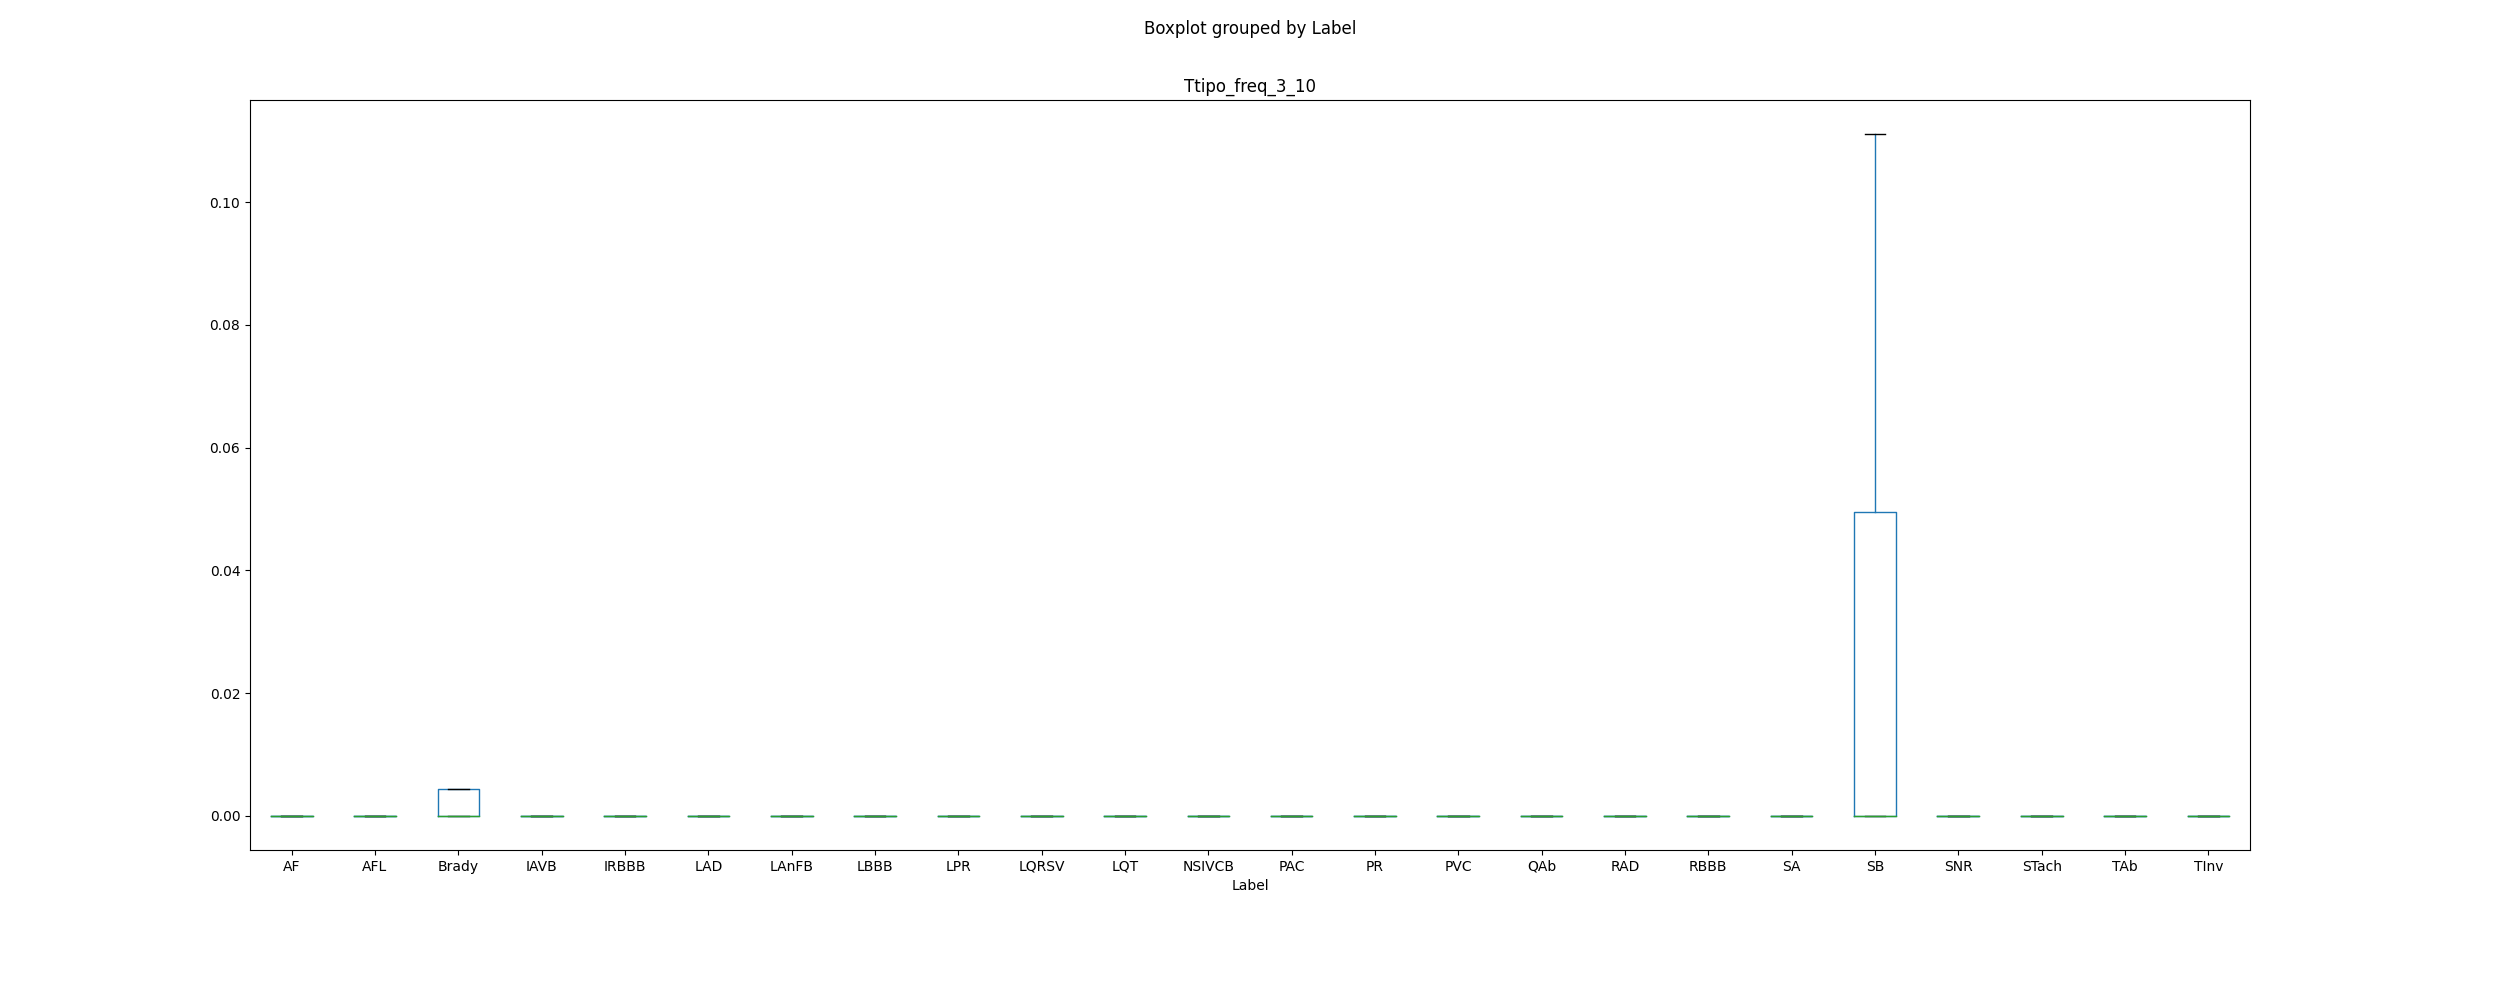 Boxplot grouped by Label
Ttipo_freq_3_10
0.10
0.08
0.06
0.04
0.02
0.00
AF AFL Brady IAVB IRBBB LAD LAnFB LBBB LPR LQRSV LQT NSIVCB PAC PR PVC QAb RAD RBBB SA SB SNR STach TAb TInv
Label